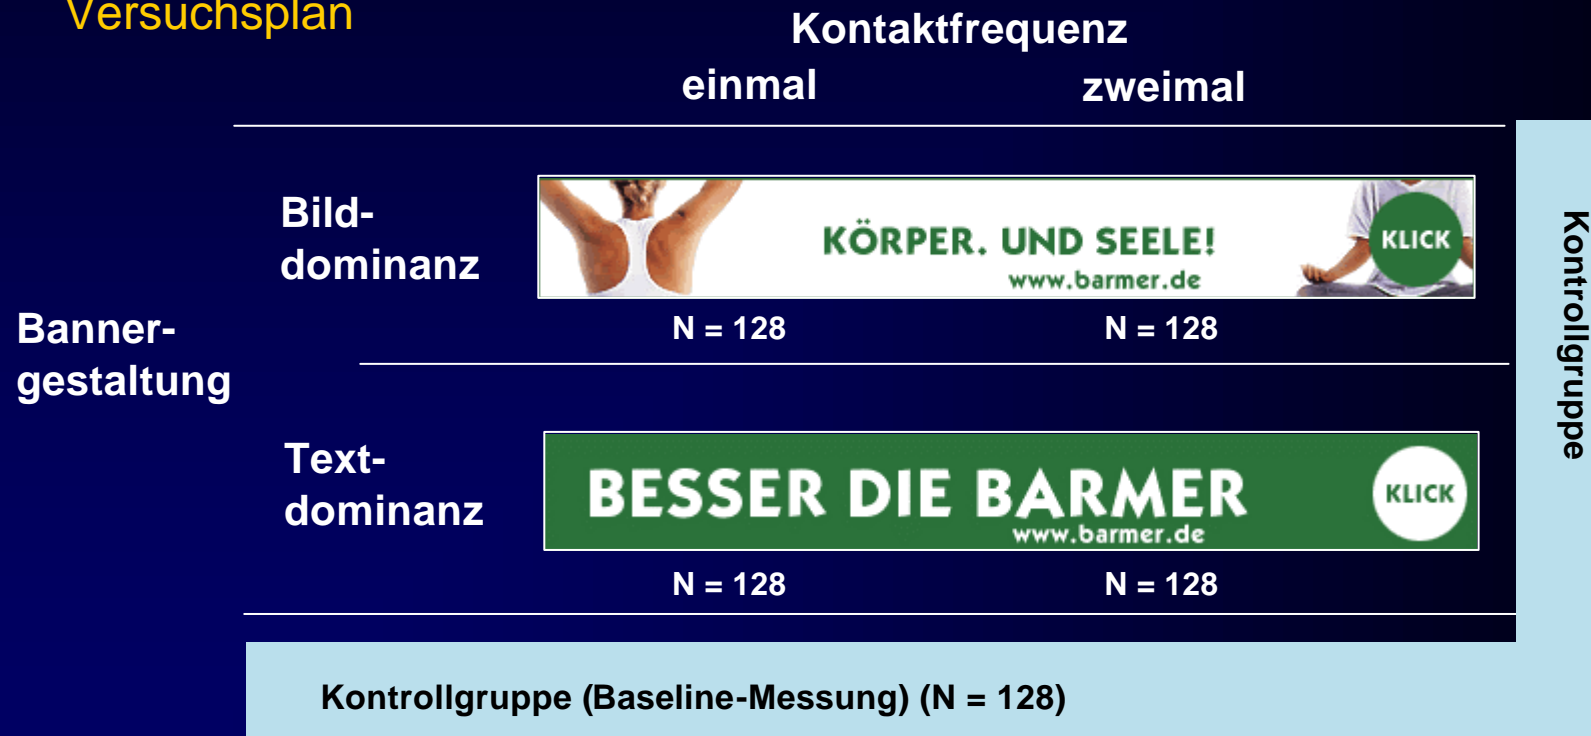 Versuchsplan
Kontaktfrequenz
einmal zweimal
Bild-
dominanz
KÖRPER. UND SEELE!
www.barmer.de
KLICK
N = 128 N = 128
Banner-
gestaltung
Text-
dominanz
BESSER DIE BARMER
www.barmer.de
KLICK
N = 128 N = 128
Kontrollgruppe
Kontrollgruppe (Baseline-Messung) (N = 128)